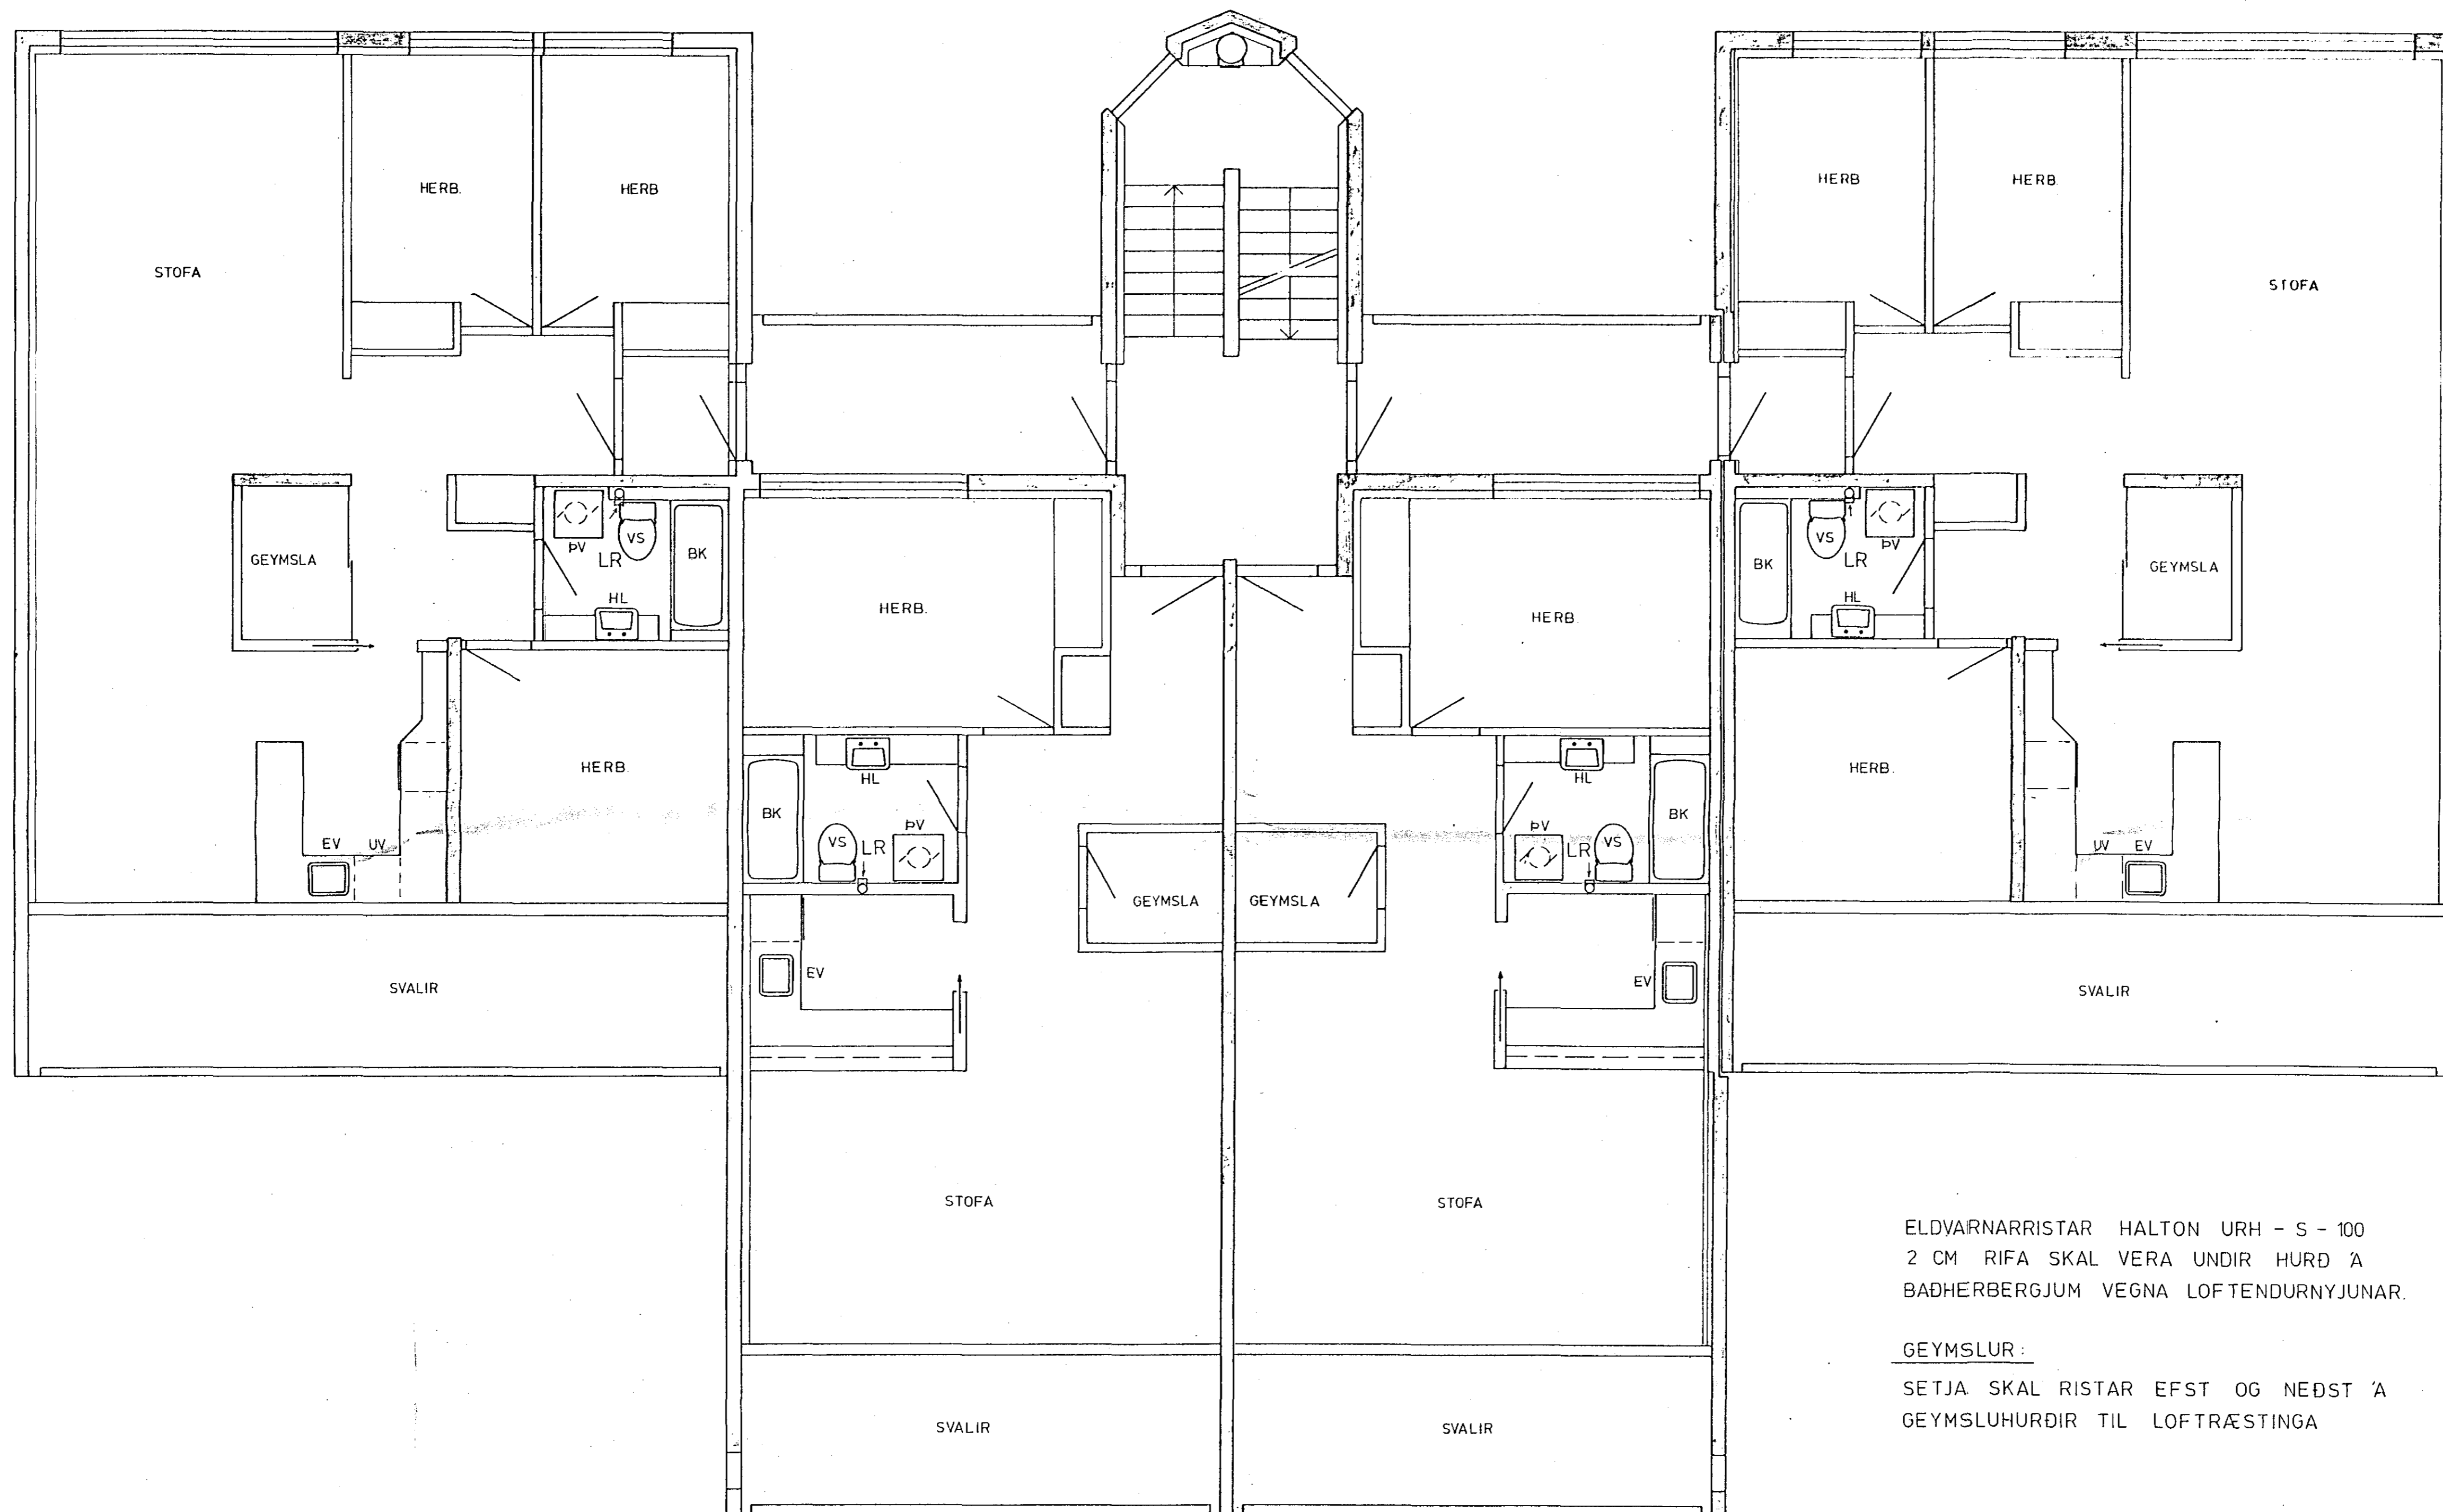 HERB.
HERB
HERB
HERB.
STOFA
STOFA
GEYMSLA
ÞV
VS
LR
BK
HL
HERB.
HERB.
BK
VS
ÞV
LR
HL
GEYMSLA
HERB.
EV
UV
HL
BK
VS
LR
ÞV
HL
ÞV
LR
VS
BK
HERB.
UV
EV
GEYMSLA
GEYMSLA
EV
EV
SVALIR
SVALIR
STOFA
STOFA
SVALIR
SVALIR
ELDVARNARRISTAR HALTON URH - S - 100
2 CM RIFA SKAL VERA UNDIR HURÐ Á
BAÐHERBERGJUM VEGNA LOFTENDURNYJUNAR.
GEYMSLUR:
SETJA SKAL RISTAR EFST OG NEÐST Á
GEYMSLUHURÐIR TIL LOFTRÆSTINGA